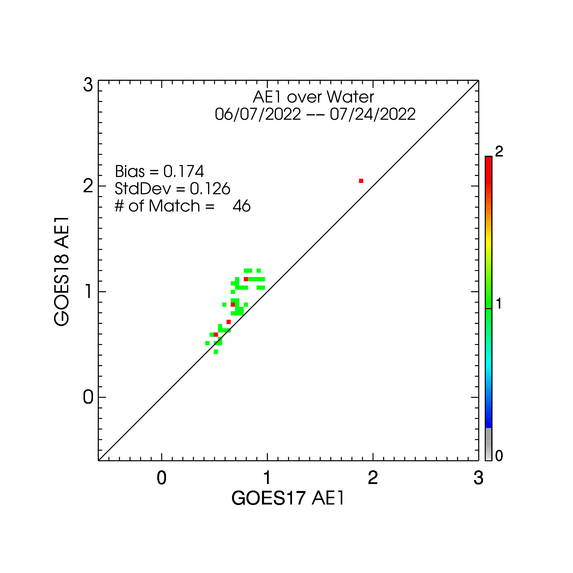 AE1 over Water
06/07/2022 -- 07/24/2022
Bias = 0.174
StdDev = 0.126
# of Match = 46
3
2
1
0
GOES18 AE1
0 1 2 3
GOES17 AE1
2
1
0